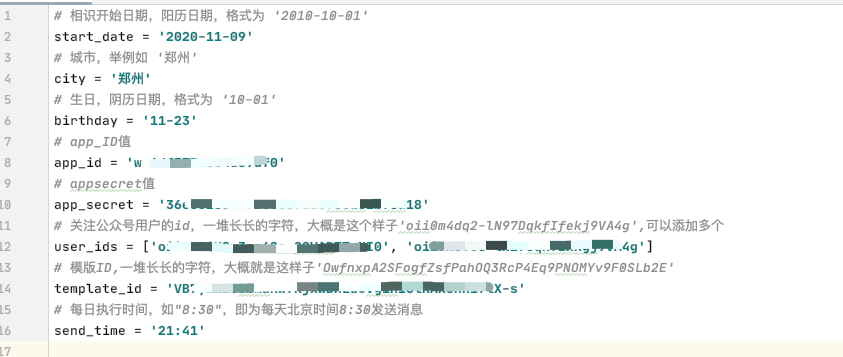 1 # 相识开始日期，阳历日期，格式为 '2010-10-01'
2 start_date = '2020-11-09'
3 # 城市，举例如 '郑州'
4 city = '郑州'
5 # 生日，阴历日期，格式为 '10-01'
6 birthday = '11-23'
7 # app_ID值
8 app_id = 'w
9 # appsecret值
10 app_secret = '36 18'
11 # 关注公众号用户的id，一堆长长的字符，大概是这个样子'oii0m4dq2-lN97DqkfIfekj9VA4g',可以添加多个
12 user_ids = [' ', ' 4g']
13 # 模版ID,一堆长长的字符，大概就是这样子'OwfnxpA2SFogfZsfPahOQ3RcP4Eq9PNOMYv9F0SLb2E'
14 template_id = 'VB X-s'
15 # 每日执行时间，如"8:30"，即为每天北京时间8:30发送消息
16 send_time = '21:41'
17